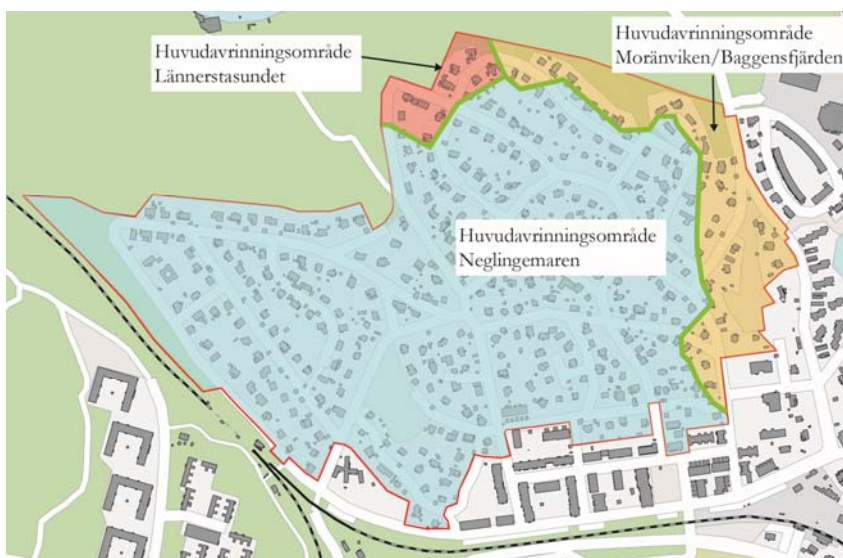 Huvudavrinningsområde
Lännerstasundet
Huvudavrinningsområde
Moränviken/Baggensfjärden
Huvudavrinningsområde
Neglingemaren